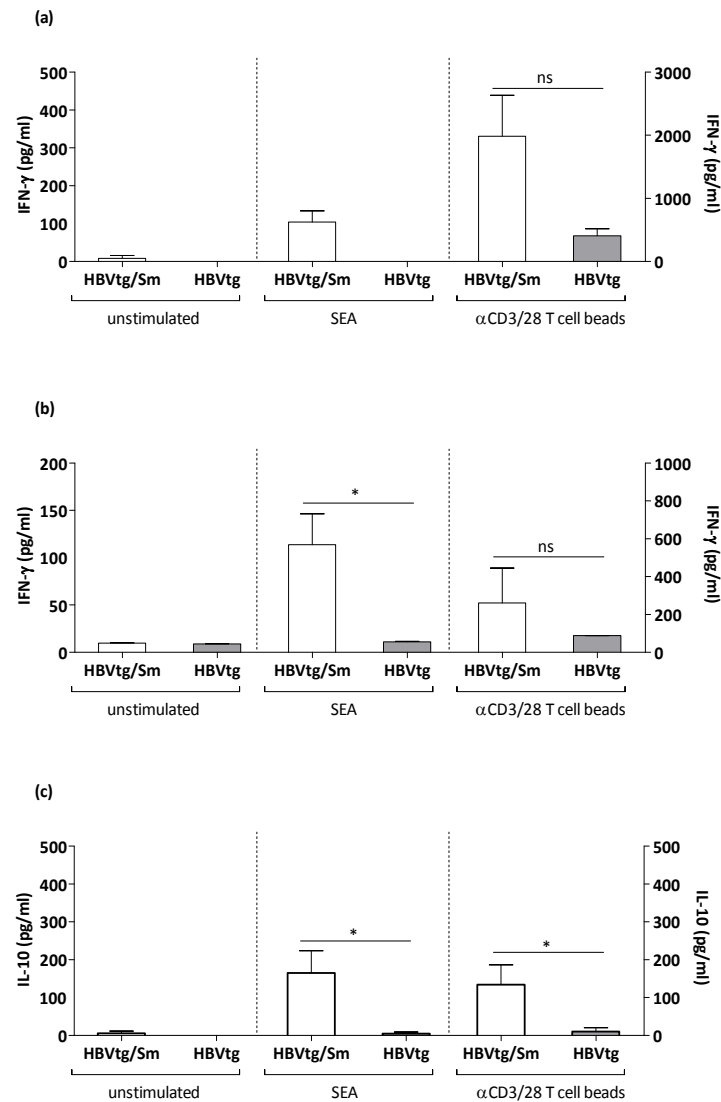 (a)
ns
500
400
300
200
100
0
IFN-γ (pg/ml)
3000
2000
1000
0
IFN-γ (pg/ml)
HBVtg/Sm HBVtg HBVtg/Sm HBVtg HBVtg/Sm HBVtg
unstimulated SEA αCD3/28 T cell beads
(b)
*
ns
200
150
100
50
0
IFN-γ (pg/ml)
1000
800
600
400
200
0
IFN-γ (pg/ml)
HBVtg/Sm HBVtg HBVtg/Sm HBVtg HBVtg/Sm HBVtg
unstimulated SEA αCD3/28 T cell beads
(c)
*
*
500
400
300
200
100
0
IL-10 (pg/ml)
500
400
300
200
100
0
IL-10 (pg/ml)
HBVtg/Sm HBVtg HBVtg/Sm HBVtg HBVtg/Sm HBVtg
unstimulated SEA αCD3/28 T cell beads